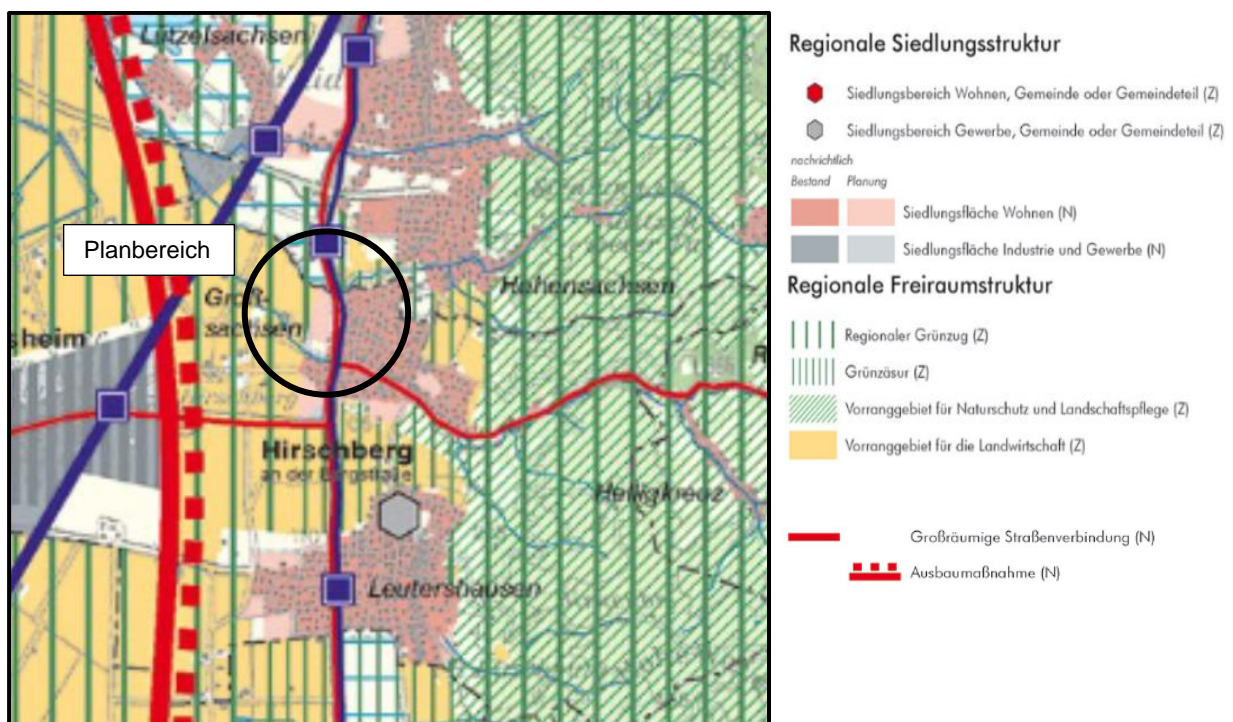 Lützelsachsen
Planbereich
Groß-
sachsen
Hohensachsen
sheim
Hirschberg
an der Bergstraße
Heiligkreuz
Leutershausen
Regionale Siedlungsstruktur
Siedlungsbereich Wohnen, Gemeinde oder Gemeindeteil (Z)
Siedlungsbereich Gewerbe, Gemeinde oder Gemeindeteil (Z)
nachrichtlich
Bestand Planung
Siedlungsfläche Wohnen (N)
Siedlungsfläche Industrie und Gewerbe (N)
Regionale Freiraumstruktur
Regionaler Grünzug (Z)
Grünzäsur (Z)
Vorranggebiet für Naturschutz und Landschaftspflege (Z)
Vorranggebiet für die Landwirtschaft (Z)
Großräumige Straßenverbindung (N)
Ausbaumaßnahme (N)